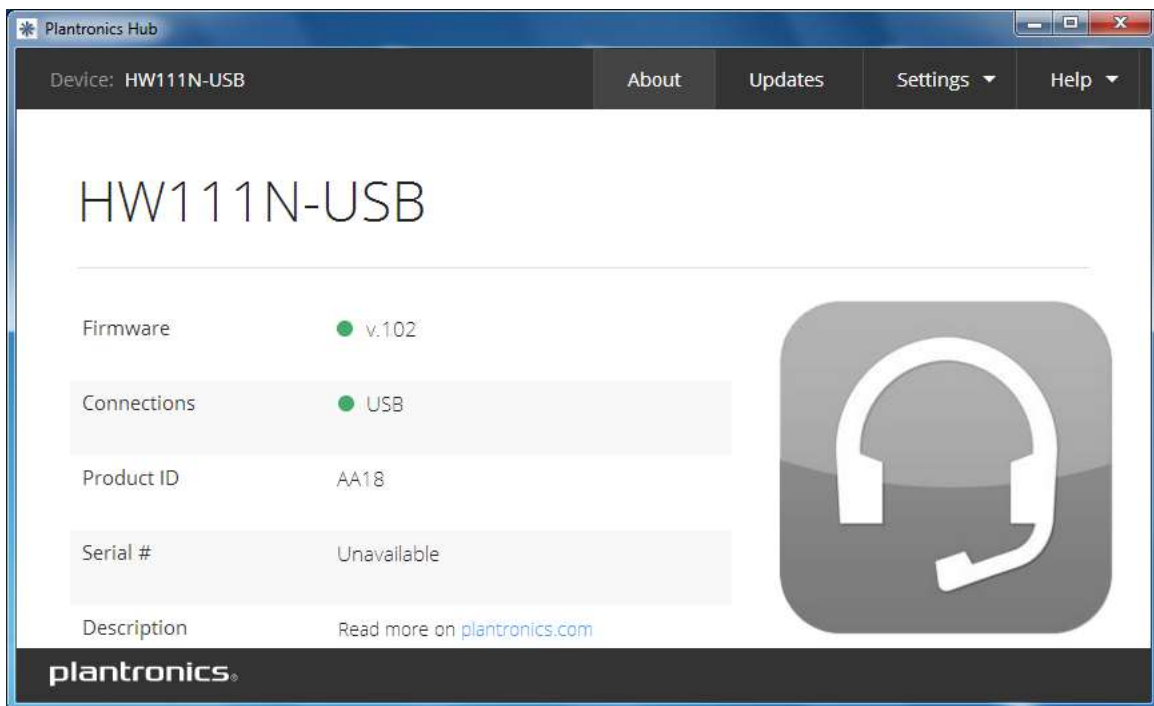 Plantronics Hub
Device: HW111N-USB About Updates Settings Help
HW111N-USB
Firmware v.102
Connections USB
Product ID AA18
Serial # Unavailable
Description Read more on plantronics.com
plantronics®